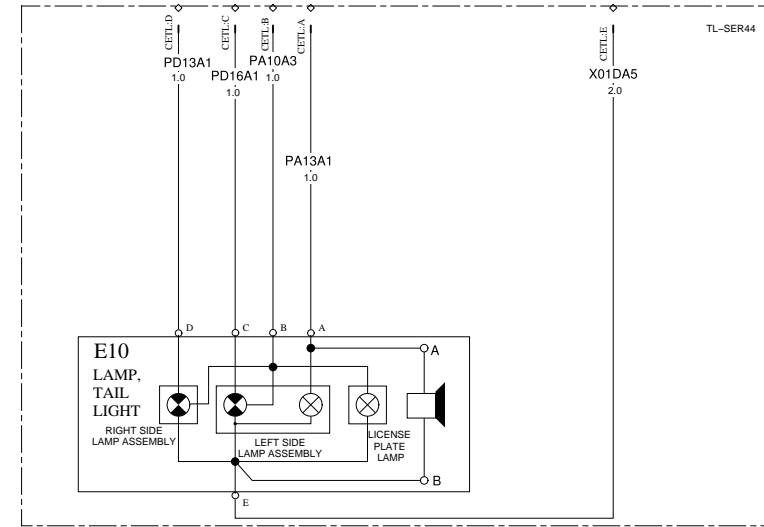 CETL:D
CETL:C
CETL:B
CETL:A
CETL:E
TL–SER44
PD13A1
1.0
PD16A1
1.0
PA10A3
1.0
X01DA5
2.0
PA13A1
1.0
D
C
B
A
E10
LAMP,
TAIL
LIGHT
A
RIGHT SIDE
LAMP ASSEMBLY
LEFT SIDE
LAMP ASSEMBLY
LICENSE
PLATE
LAMP
B
E